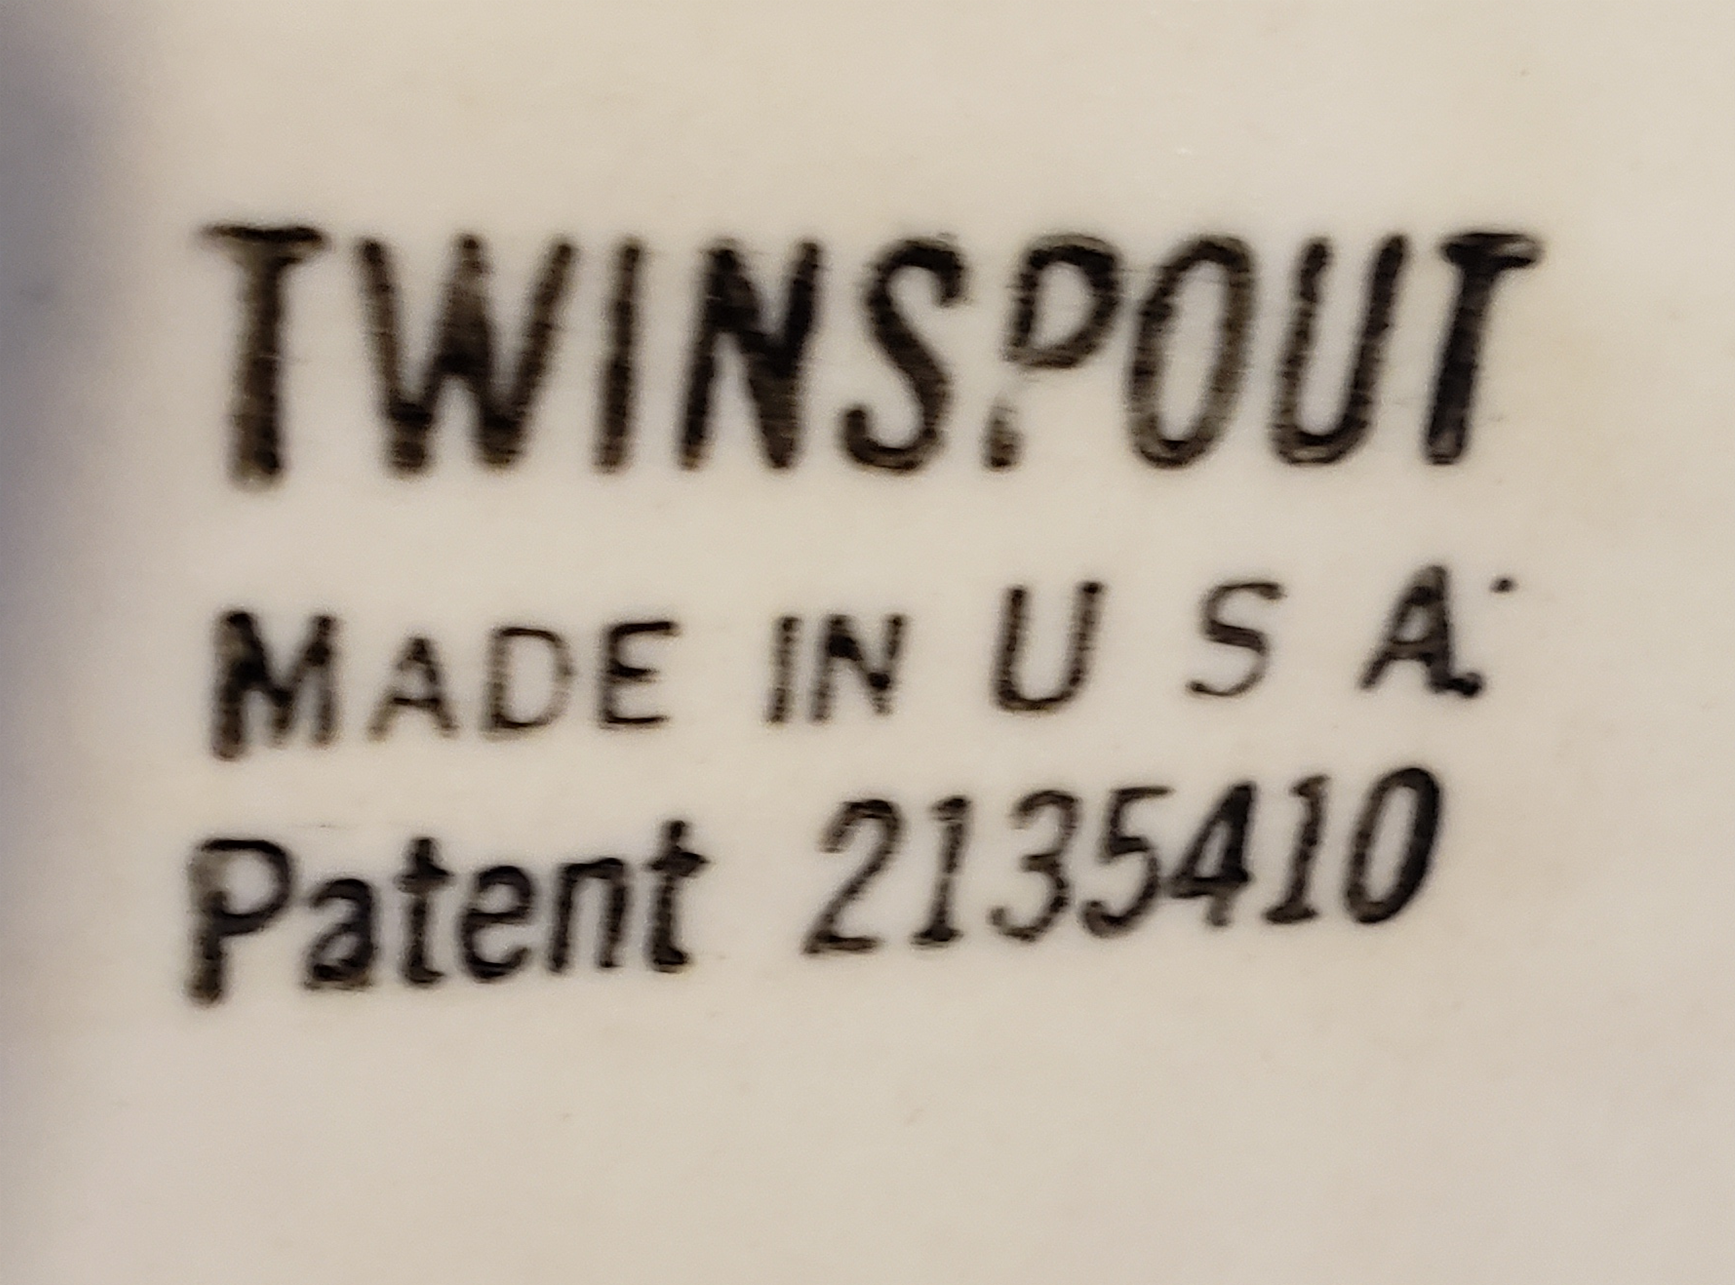 TWINSPOUT
MADE IN U S A.
Patent 2135410